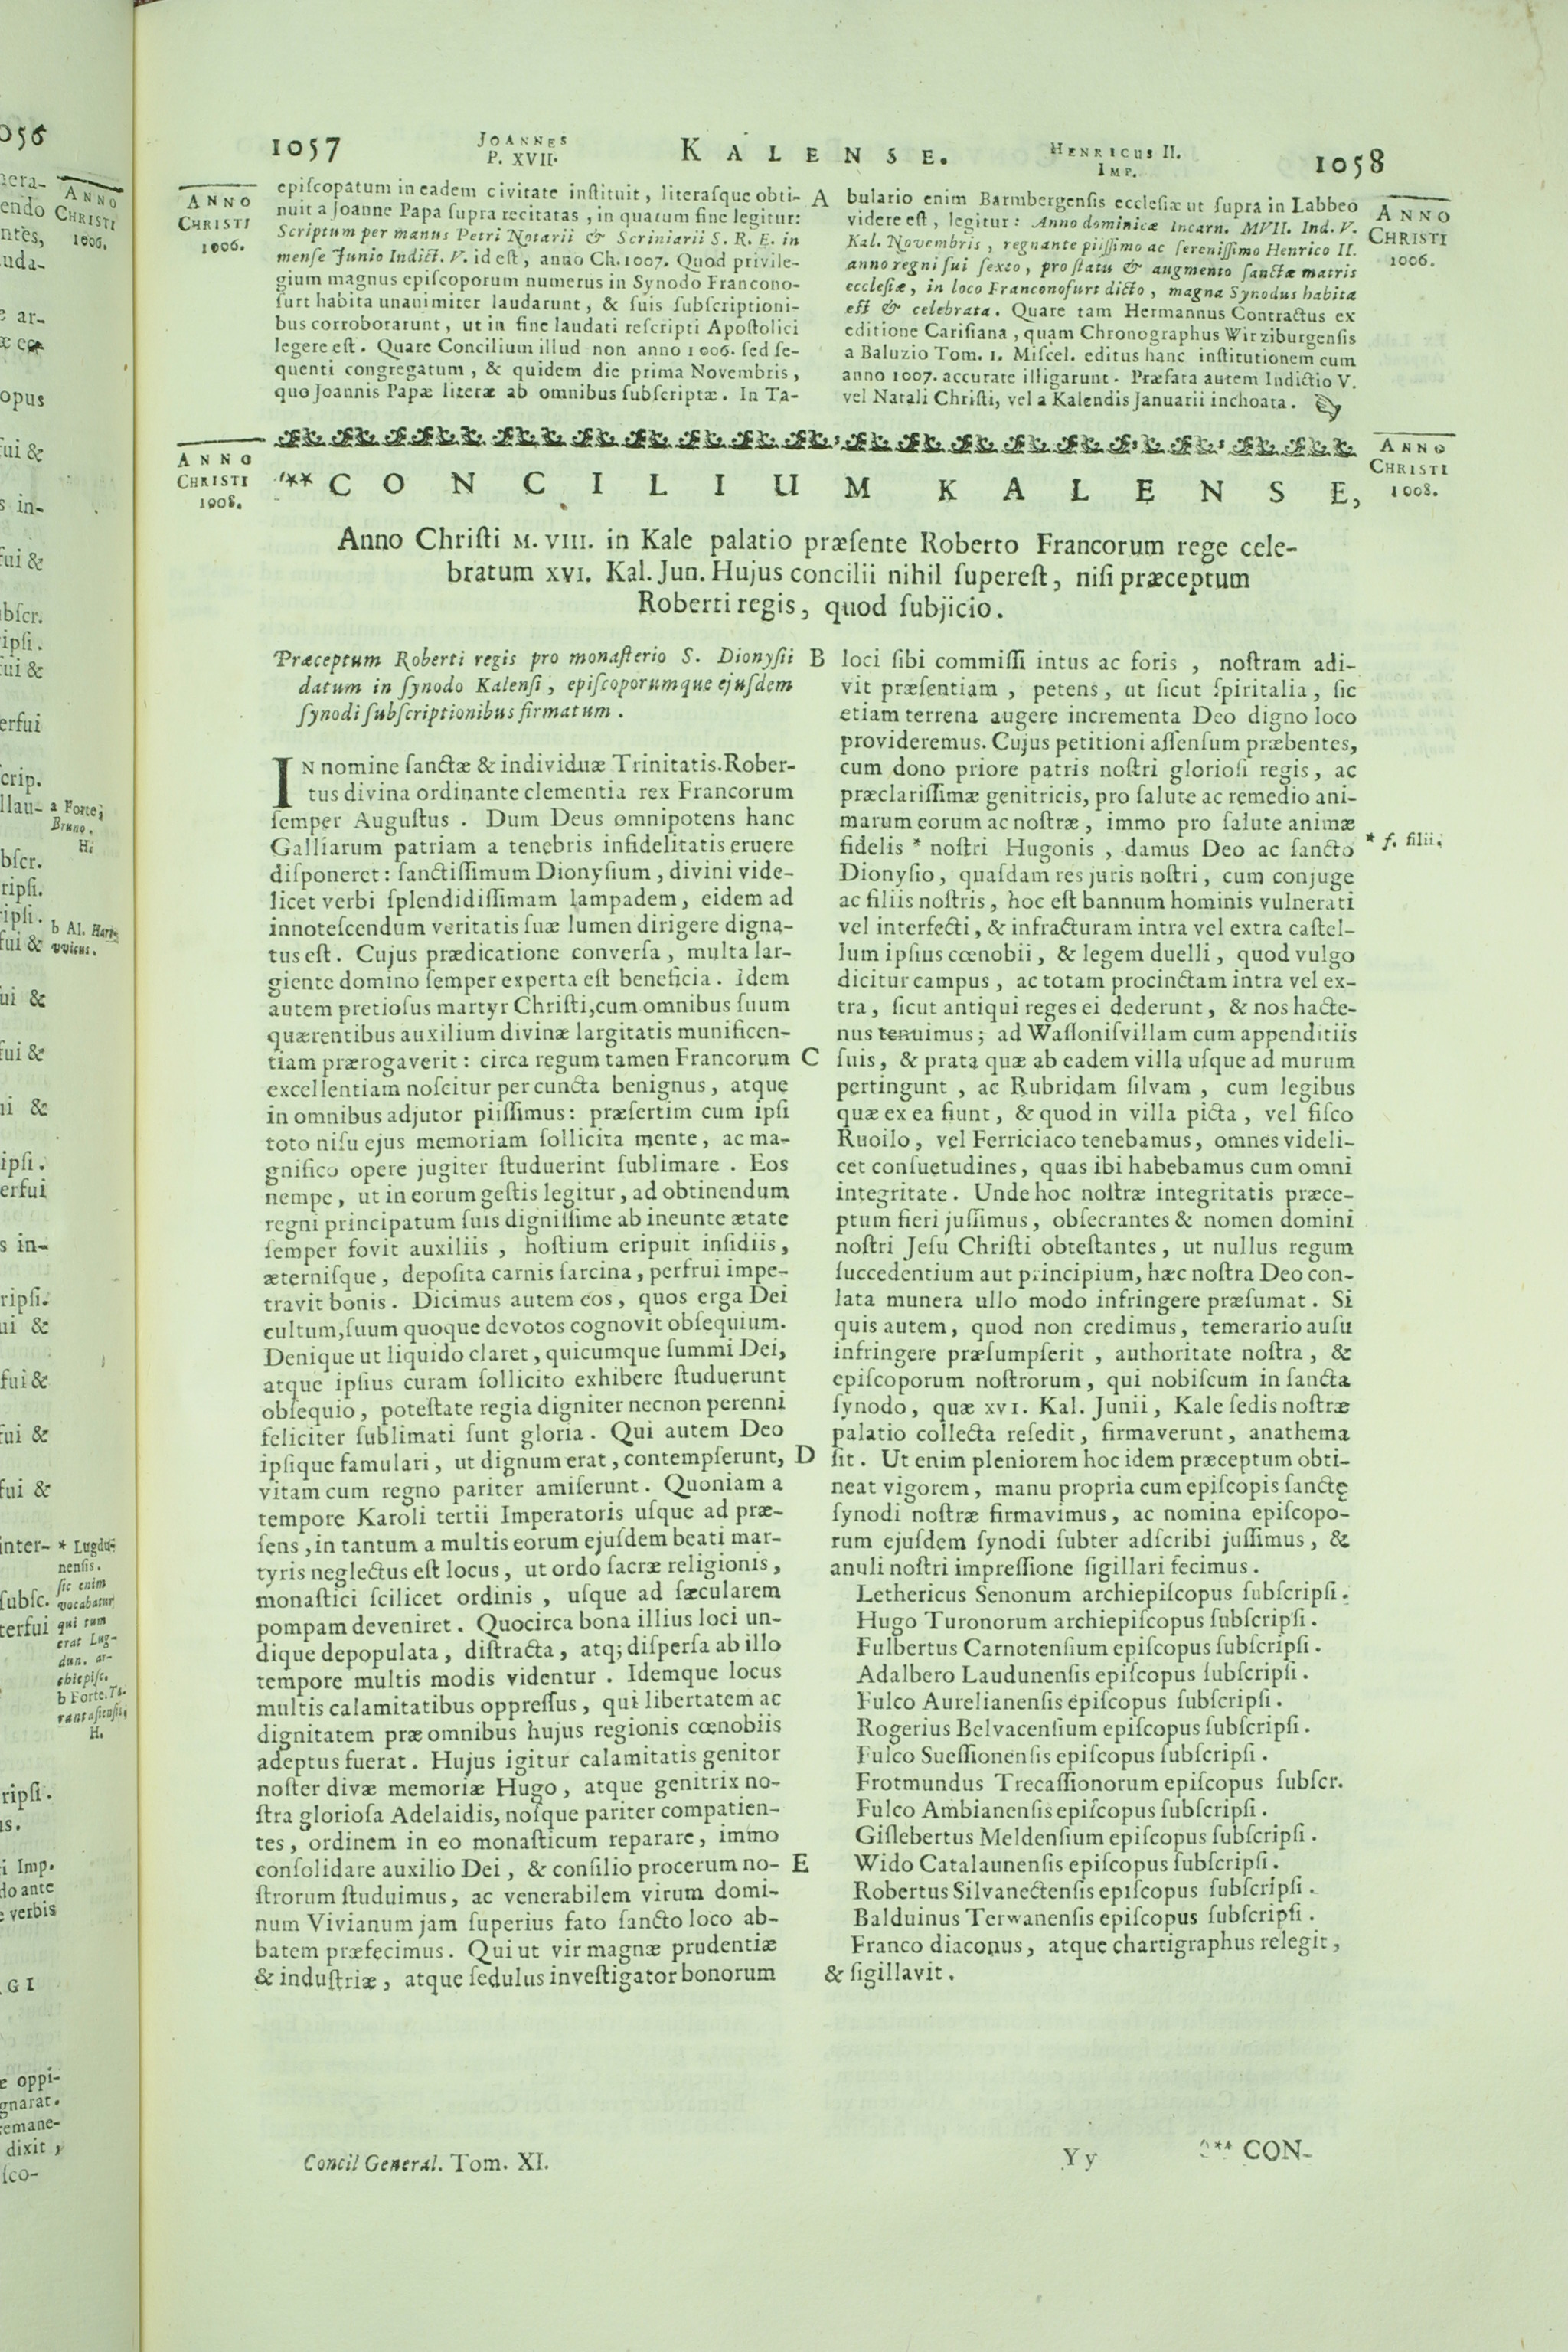 1057
JOANNES
P. XVII.
KALENSE.
HENRICUS II.
IMP.
1058
ANNO
CHRISTI
1006.
epiſcopatum in eadem civitate inſtituit, literaſque obti-
nuit a Joanne Papa ſupra recitatas, in quarum fine legitur:
Scriptum per manus Petri Notarii & Scriniarii S. R. E. in
menſe Junio Indict. V. id eſt, anno Ch. 1007. Quod privile-
gium magnus epiſcoporum numerus in Synodo Francono-
furt habita unanimiter laudarunt, & ſuis ſubſcriptioni-
bus corroborarunt, ut in fine laudati reſcripti Apoſtolici
legere eſt. Quare Concilium illud non anno 1006. ſed ſe-
quenti congregatum, & quidem die prima Novembris,
quo Joannis Papæ literæ ab omnibus ſubſcriptæ. In Ta-
A
bulario enim Barmbergenſis eccleſiæ ut ſupra in Labbeo
videre eſt, legitur: Anno dominicæ Incarn. MVII. Ind. V.
Kal. Novembris, regnante piiſſimo ac ſereniſſimo Henrico II.
anno regni ſui ſexto, pro ſtatu & augmento ſanctæ matris
eccleſiæ, in loco Franconofurt dicto, magna Synodus habita
eſt & celebrata. Quare tam Hermannus Contractus ex
editione Cariſiana, quam Chronographus Wirziburgenſis
a Baluzio Tom. 1. Miſcel. editus hanc inſtitutionem cum
anno 1007. accurate illigarunt. Præfata autem Indictio V.
vel Natali Chriſti, vel a Kalendis Januarii inchoata.
ANNO
CHRISTI
1006.
ANNO
CHRISTI
1008.
** CONCILIUM KALENSE,
ANNO
CHRISTI
1008.
Anno Chriſti M. VIII. in Kale palatio præſente Roberto Francorum rege cele-
bratum XVI. Kal. Jun. Hujus concilii nihil ſupereſt, niſi præceptum
Roberti regis, quod ſubjicio.
Præceptum Roberti regis pro monaſterio S. Dionyſii
datum in ſynodo Kalenſi, epiſcoporumque ejuſdem
ſynodi ſubſcriptionibus firmatum.
IN nomine ſanctæ & individuæ Trinitatis. Rober-
tus divina ordinante clementia rex Francorum
ſemper Auguſtus. Dum Deus omnipotens hanc
Galliarum patriam a tenebris infidelitatis eruere
diſponeret: ſanctiſſimum Dionyſium, divini vide-
licet verbi ſplendidiſſimam lampadem, eidem ad
innoteſcendum veritatis ſuæ lumen dirigere digna-
tus eſt. Cujus prædicatione converſa, multa lar-
giente domino ſemper experta eſt beneficia. Idem
autem pretioſus martyr Chriſti, cum omnibus ſuum
quærentibus auxilium divinæ largitatis munificen-
tiam prærogaverit: circa regum tamen Francorum
excellentiam noſcitur per cuncta benignus, atque
in omnibus adjutor piiſſimus: præſertim cum ipſi
toto niſu ejus memoriam ſollicita mente, ac ma-
gnifico opere jugiter ſtuduerint ſublimare. Eos
nempe, ut in eorum geſtis legitur, ad obtinendum
regni principatum ſuis digniſſime ab ineunte ætate
ſemper fovit auxiliis, hoſtium eripuit inſidiis,
æterniſque, depoſita carnis ſarcina, perfrui impe-
travit bonis. Dicimus autem eos, quos erga Dei
cultum, ſuum quoque devotos cognovit obſequium.
Denique ut liquido claret, quicumque ſummi Dei,
atque ipſius curam ſollicito exhibere ſtuduerunt
obſequio, poteſtate regia digniter necnon perenni
feliciter ſublimati ſunt gloria. Qui autem Deo
ipſique famulari, ut dignum erat, contempſerunt,
vitam cum regno pariter amiſerunt. Quoniam a
tempore Karoli tertii Imperatoris uſque ad præ-
ſens, in tantum a multis eorum ejuſdem beati mar-
tyris neglectus eſt locus, ut ordo ſacræ religionis,
monaſtici ſcilicet ordinis, uſque ad ſæcularem
pompam deveniret. Quocirca bona illius loci un-
dique depopulata, diſtracta, atq; diſperſa ab illo
tempore multis modis videntur. Idemque locus
multis calamitatibus oppreſſus, qui libertatem ac
dignitatem præ omnibus hujus regionis cœnobiis
adeptus fuerat. Hujus igitur calamitatis genitor
noſter divæ memoriæ Hugo, atque genitrix no-
ſtra glorioſa Adelaidis, noſque pariter compatien-
tes, ordinem in eo monaſticum reparare, immo
conſolidare auxilio Dei, & conſilio procerum no-
ſtrorum ſtuduimus, ac venerabilem virum domi-
num Vivianum jam ſuperius fato ſancto loco ab-
batem præfecimus. Qui ut vir magnæ prudentiæ
& induſtriæ, atque ſedulus inveſtigator bonorum
B
C
D
E
loci ſibi commiſſi intus ac foris, noſtram adi-
vit præſentiam, petens, ut ſicut ſpiritalia, ſic
etiam terrena augere incrementa Deo digno loco
provideremus. Cujus petitioni aſſenſum præbentes,
cum dono priore patris noſtri glorioſi regis, ac
præclariſſimæ genitricis, pro ſalute ac remedio ani-
marum eorum ac noſtræ, immo pro ſalute animæ
fidelis * noſtri Hugonis, damus Deo ac ſancto
Dionyſio, quaſdam res juris noſtri, cum conjuge
ac filiis noſtris, hoc eſt bannum hominis vulnerati
vel interfecti, & infracturam intra vel extra caſtel-
lum ipſius cœnobii, & legem duelli, quod vulgo
dicitur campus, ac totam procinctam intra vel ex-
tra, ſicut antiqui reges ei dederunt, & nos hacte-
nus tenuimus; ad Waſloniſvillam cum appenditiis
ſuis, & prata quæ ab eadem villa uſque ad murum
pertingunt, ac Rubridam ſilvam, cum legibus
quæ ex ea fiunt, & quod in villa picta, vel fiſco
Ruoilo, vel Ferriciaco tenebamus, omnes videli-
cet conſuetudines, quas ibi habebamus cum omni
integritate. Unde hoc noſtræ integritatis præce-
ptum fieri juſſimus, obſecrantes & nomen domini
noſtri Jeſu Chriſti obteſtantes, ut nullus regum
ſuccedentium aut principium, hæc noſtra Deo con-
lata munera ullo modo infringere præſumat. Si
quis autem, quod non credimus, temerario auſu
infringere præſumpſerit, authoritate noſtra, &
epiſcoporum noſtrorum, qui nobiſcum in ſancta
ſynodo, quæ XVI. Kal. Junii, Kale ſedis noſtræ
palatio collecta reſedit, firmaverunt, anathema
ſit. Ut enim pleniorem hoc idem præceptum obti-
neat vigorem, manu propria cum epiſcopis ſanctę
ſynodi noſtræ firmavimus, ac nomina epiſcopo-
rum ejuſdem ſynodi ſubter adſcribi juſſimus, &
anuli noſtri impreſſione ſigillari fecimus.
Lethericus Senonum archiepiſcopus ſubſcripſi.
Hugo Turonorum archiepiſcopus ſubſcripſi.
Fulbertus Carnotenſium epiſcopus ſubſcripſi.
Adalbero Laudunenſis epiſcopus ſubſcripſi.
Fulco Aurelianenſis epiſcopus ſubſcripſi.
Rogerius Belvacenſium epiſcopus ſubſcripſi.
Fulco Sueſſionenſis epiſcopus ſubſcripſi.
Frotmundus Trecaſſionorum epiſcopus ſubſcr.
Fulco Ambianenſis epiſcopus ſubſcripſi.
Giſlebertus Meldenſium epiſcopus ſubſcripſi.
Wido Catalaunenſis epiſcopus ſubſcripſi.
Robertus Silvanectenſis epiſcopus ſubſcripſi.
Balduinus Terwanenſis epiſcopus ſubſcripſi.
Franco diaconus, atque chartigraphus relegit,
& ſigillavit.
* f. filii.
Concil General. Tom. XI.
Yy
** CON-